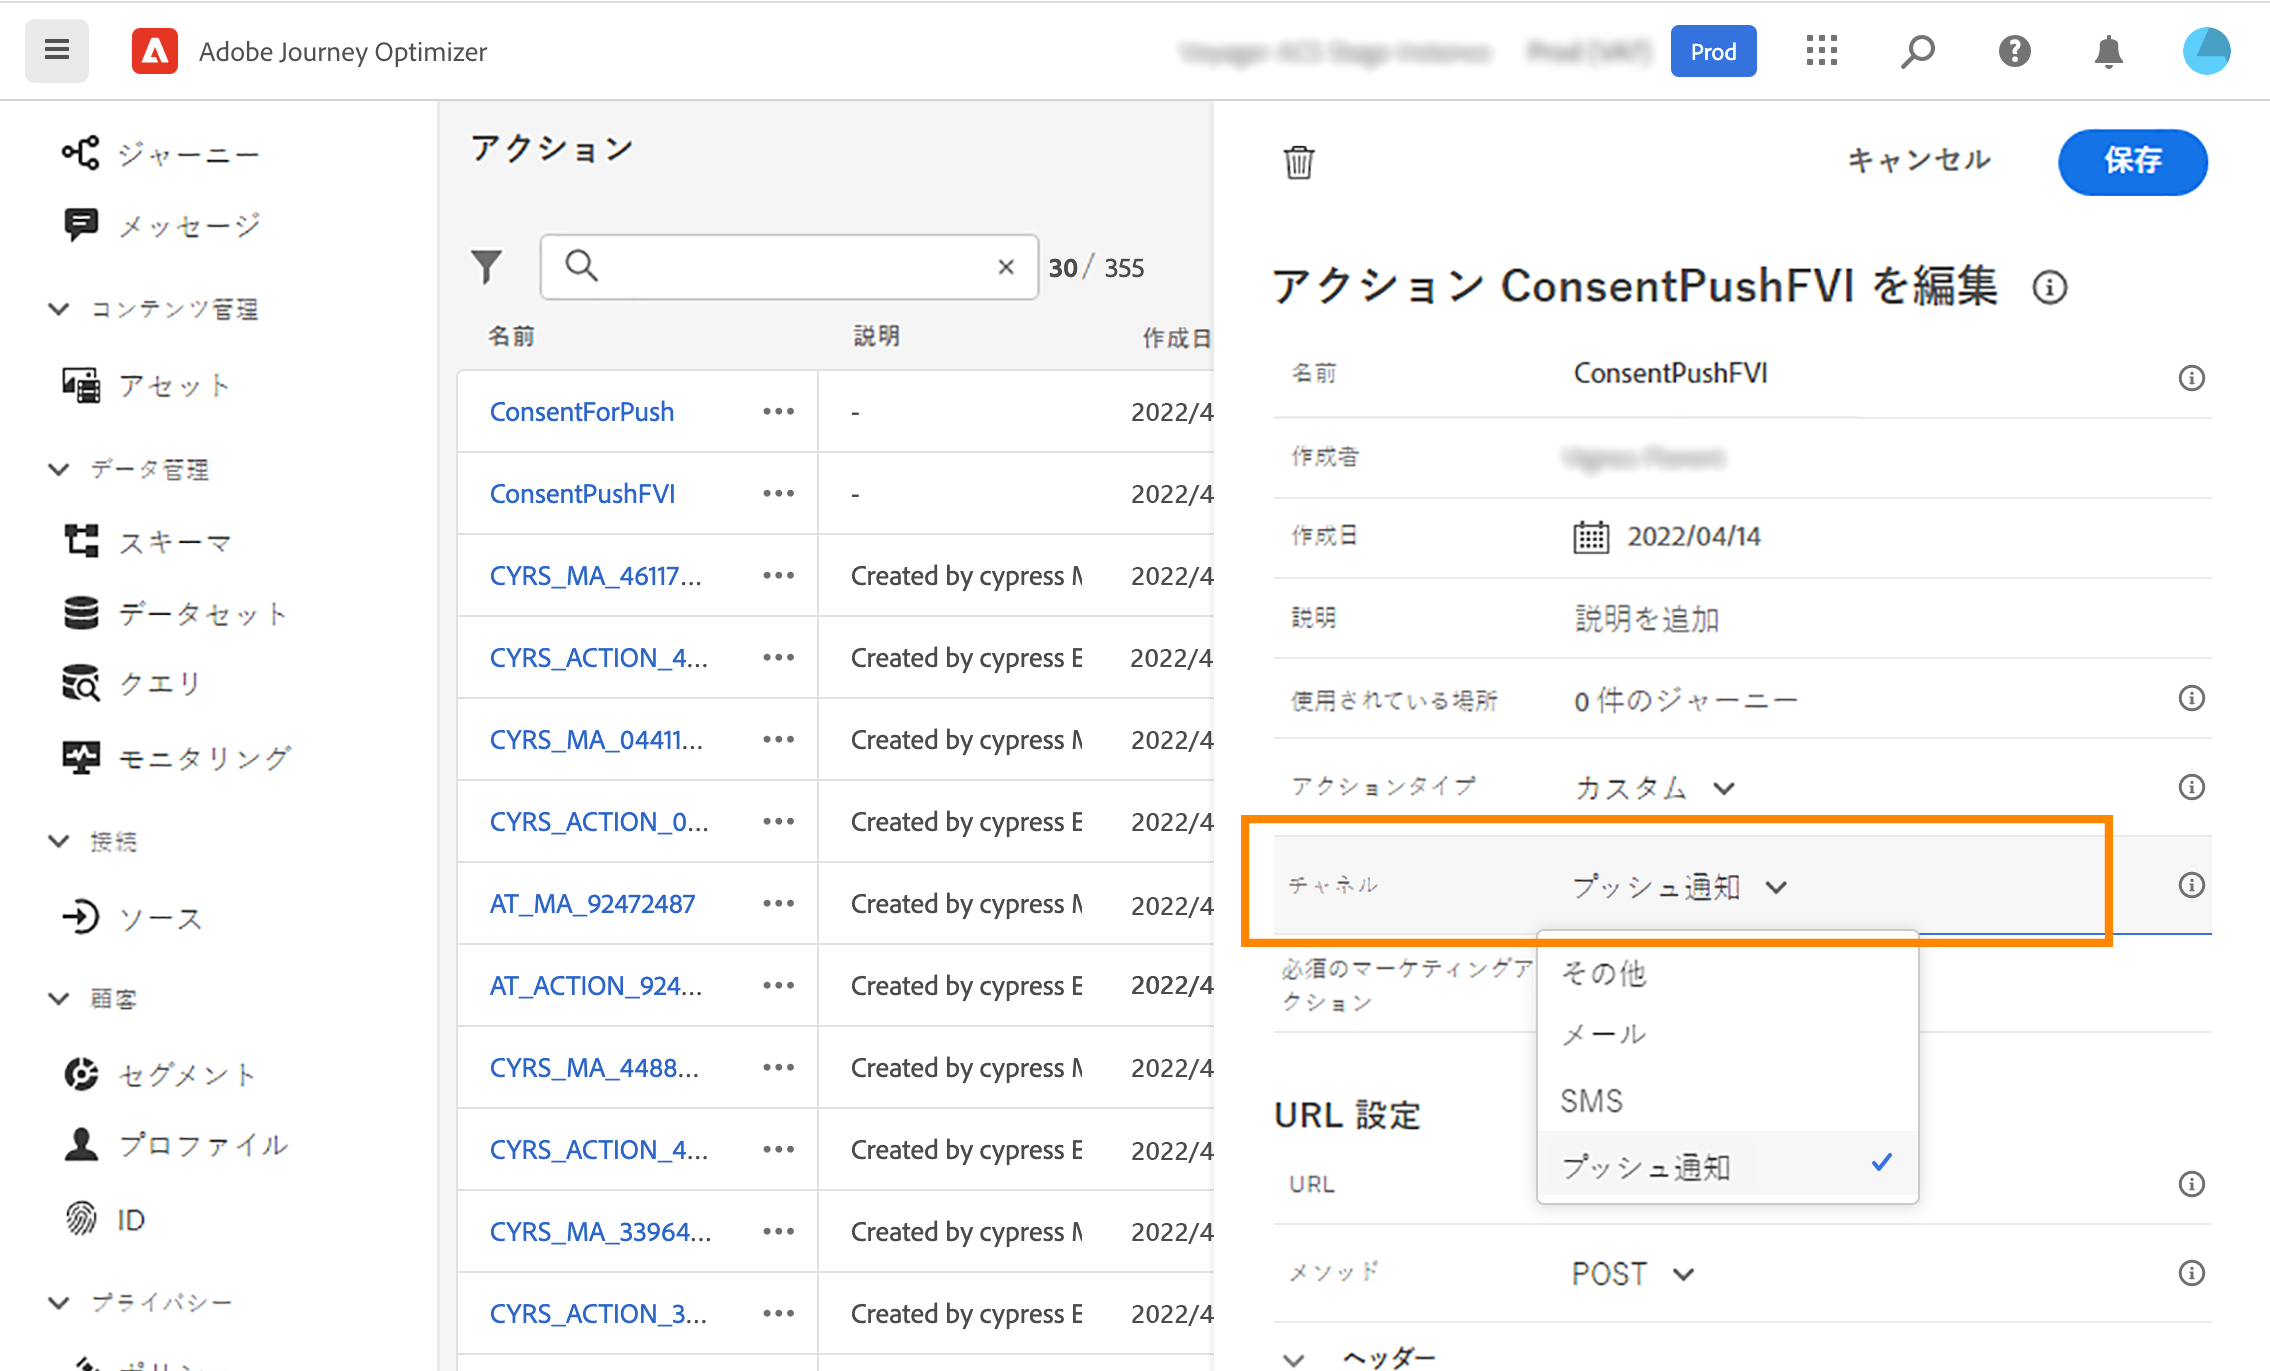 Adobe Journey Optimizer
Prod
ジャーニー
メッセージ
コンテンツ管理
アセット
データ管理
スキーマ
データセット
クエリ
モニタリング
接続
ソース
顧客
セグメント
プロファイル
ID
プライバシー
アクション
30 / 355
名前 説明 作成日
ConsentForPush ••• - 2022/4
ConsentPushFVI ••• - 2022/4
CYRS_MA_46117... ••• Created by cypress M 2022/4
CYRS_ACTION_4... ••• Created by cypress E 2022/4
CYRS_MA_04411... ••• Created by cypress M 2022/4
CYRS_ACTION_0... ••• Created by cypress E 2022/4
AT_MA_92472487 ••• Created by cypress M 2022/4
AT_ACTION_924... ••• Created by cypress E 2022/4
CYRS_MA_4488... ••• Created by cypress M 2022/4
CYRS_ACTION_4... ••• Created by cypress E 2022/4
CYRS_MA_33964... ••• Created by cypress M 2022/4
CYRS_ACTION_3... ••• Created by cypress E 2022/4
キャンセル 保存
アクション ConsentPushFVI を編集
名前 ConsentPushFVI
作成者
作成日 2022/04/14
説明 説明を追加
使用されている場所 0 件のジャーニー
アクションタイプ カスタム
チャネル プッシュ通知
必須のマーケティングア
クション
その他
メール
SMS
プッシュ通知
URL 設定
URL
メソッド POST
ヘッダー